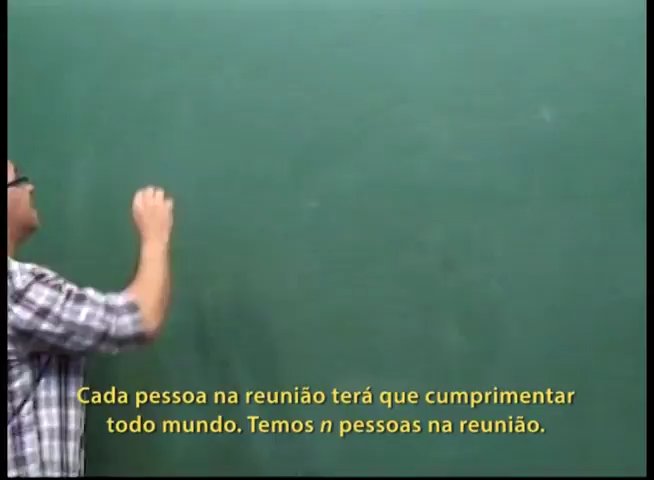 Cada pessoa na reunião terá que cumprimentar
todo mundo. Temos n pessoas na reunião.